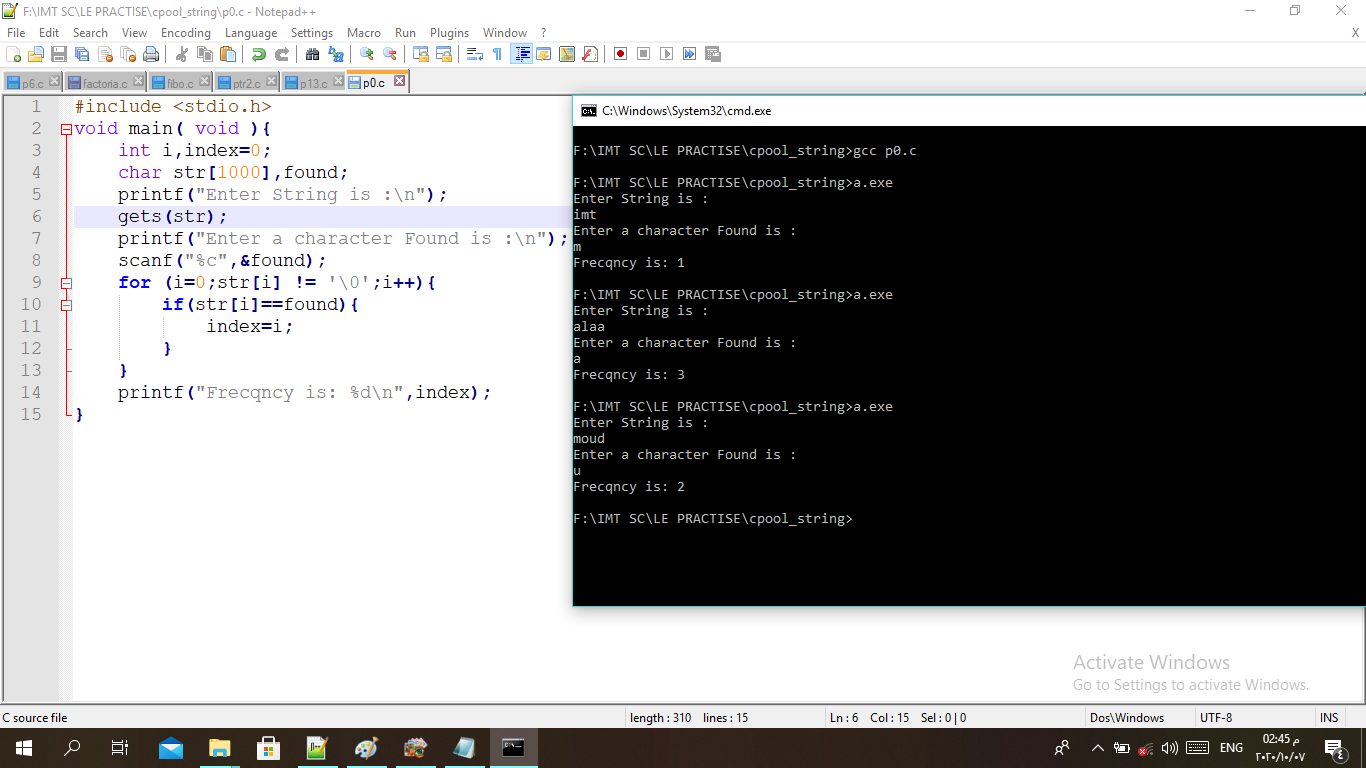 F:\IMT SC\LE PRACTISE\cpool_string\p0.c - Notepad++
File Edit Search View Encoding Language Settings Macro Run Plugins Window ? X
p6.c factoria.c fibo.c ptr2.c p13.c p0.c
1 #include <stdio.h>
2 void main( void ){
3 int i,index=0;
4 char str[1000],found;
5 printf("Enter String is :\n");
6 gets(str);
7 printf("Enter a character Found is :\n");
8 scanf("%c",&found);
9 for (i=0;str[i] != '\0';i++){
10 if(str[i]==found){
11 index=i;
12 }
13 }
14 printf("Frecqncy is: %d\n",index);
15 }
C:\Windows\System32\cmd.exe
F:\IMT SC\LE PRACTISE\cpool_string>gcc p0.c
F:\IMT SC\LE PRACTISE\cpool_string>a.exe
Enter String is :
imt
Enter a character Found is :
m
Frecqncy is: 1
F:\IMT SC\LE PRACTISE\cpool_string>a.exe
Enter String is :
alaa
Enter a character Found is :
a
Frecqncy is: 3
F:\IMT SC\LE PRACTISE\cpool_string>a.exe
Enter String is :
moud
Enter a character Found is :
u
Frecqncy is: 2
F:\IMT SC\LE PRACTISE\cpool_string>
Activate Windows
Go to Settings to activate Windows.
C source file length : 310 lines : 15 Ln : 6 Col : 15 Sel : 0 | 0 Dos\Windows UTF-8 INS
ENG
02:45 م
٢٠٢٠/١٠/٠٧
٤